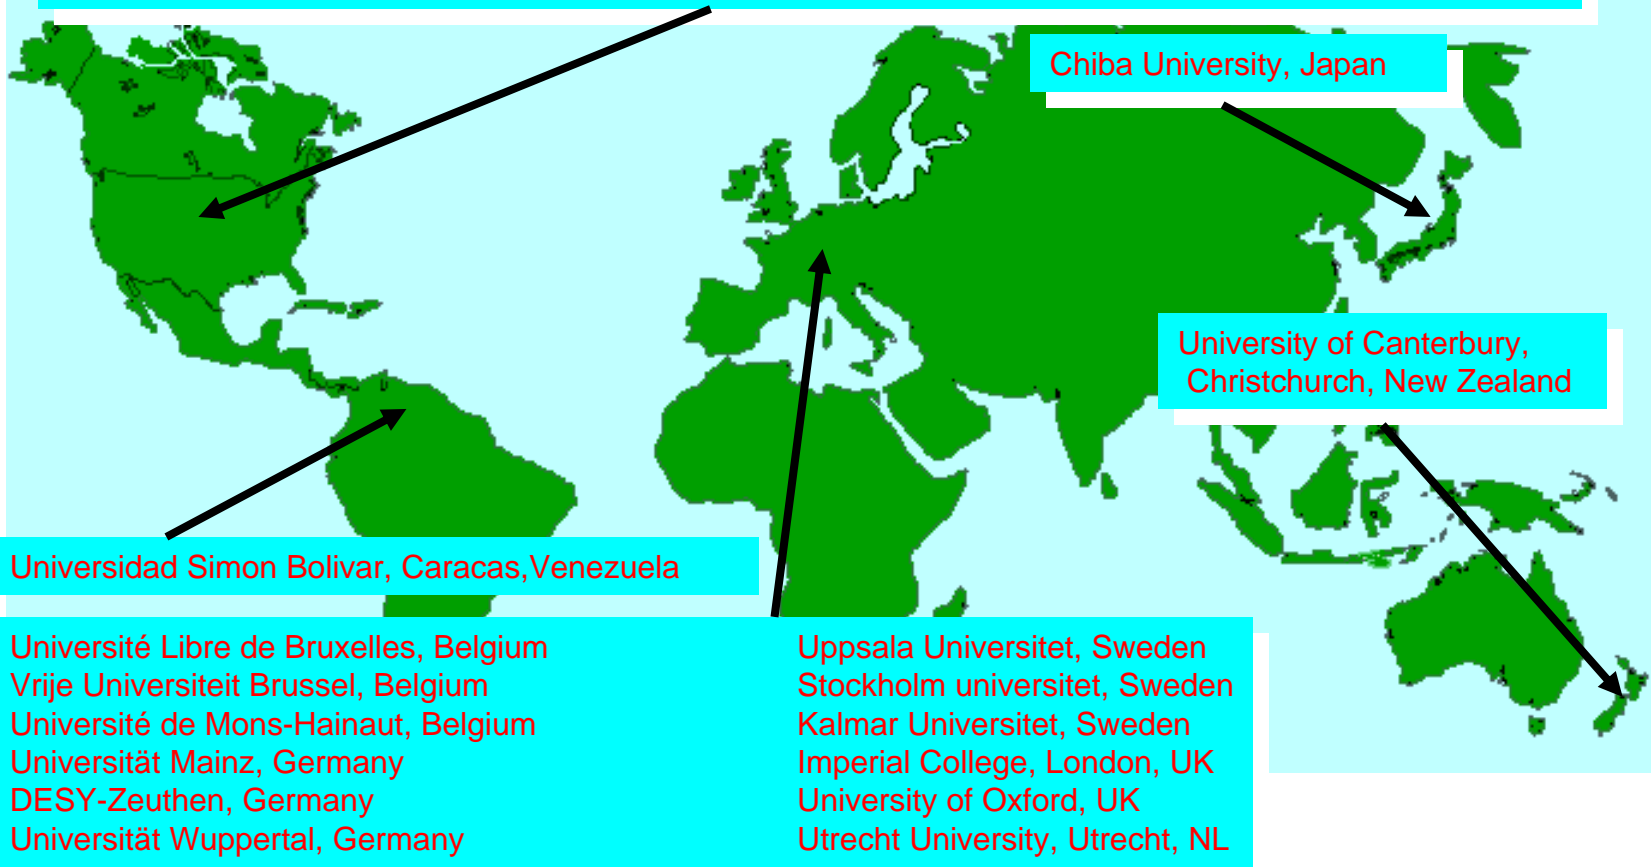 Chiba University, Japan
University of Canterbury,
Christchurch, New Zealand
Universidad Simon Bolivar, Caracas,Venezuela
Université Libre de Bruxelles, Belgium
Vrije Universiteit Brussel, Belgium
Université de Mons-Hainaut, Belgium
Universität Mainz, Germany
DESY-Zeuthen, Germany
Universität Wuppertal, Germany
Uppsala Universitet, Sweden
Stockholm universitet, Sweden
Kalmar Universitet, Sweden
Imperial College, London, UK
University of Oxford, UK
Utrecht University, Utrecht, NL